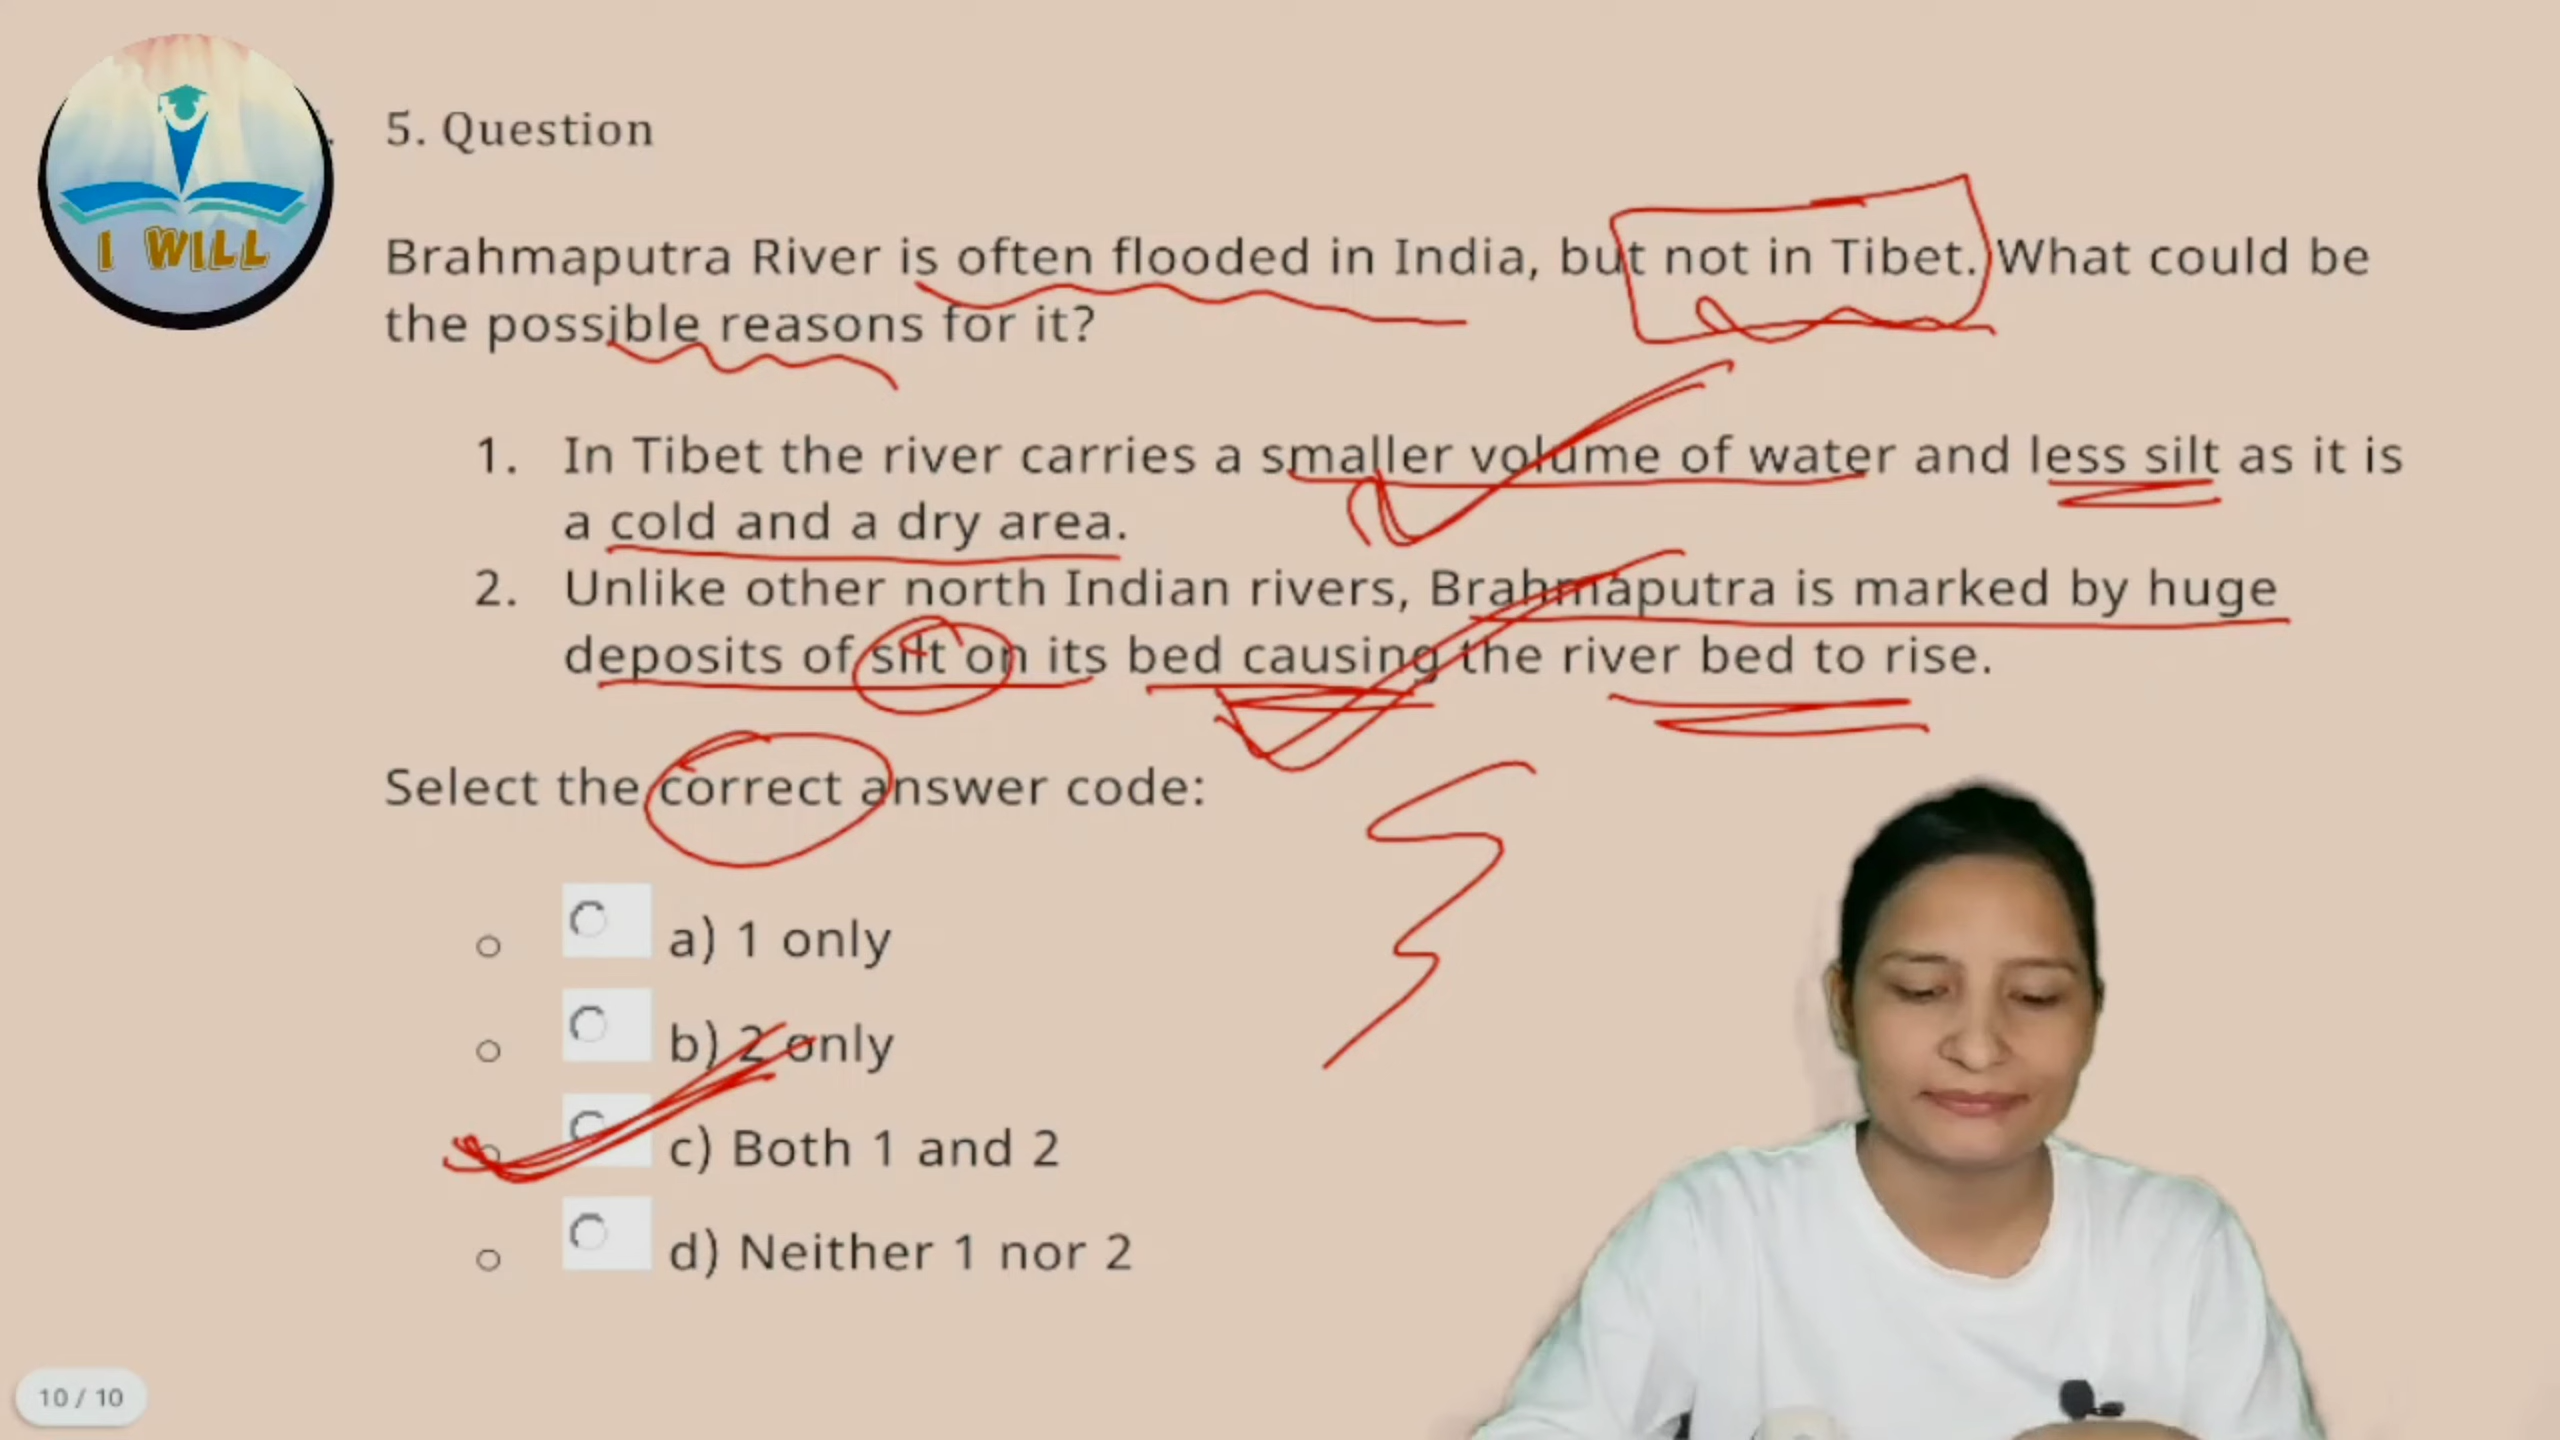 I WILL
5. Question
Brahmaputra River is often flooded in India, but not in Tibet. What could be
the possible reasons for it?
1. In Tibet the river carries a smaller volume of water and less silt as it is
a cold and a dry area.
2. Unlike other north Indian rivers, Brahmaputra is marked by huge
deposits of silt on its bed causing the river bed to rise.
Select the correct answer code:
a) 1 only
b) 2 only
c) Both 1 and 2
d) Neither 1 nor 2
10 / 10